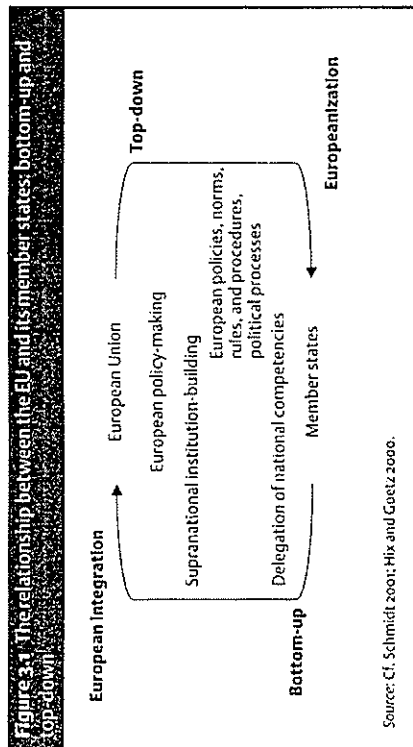 Figure 3.1 The relationship between the EU and its member states: bottom-up and
top-down
European Integration
European Union
Top-down
European policy-making
Supranational institution-building
European policies, norms,
rules, and procedures,
political processes
Delegation of national competencies
Bottom-up
Member states
Europeanization
Source: Cf. Schmidt 2001; Hix and Goetz 2000.